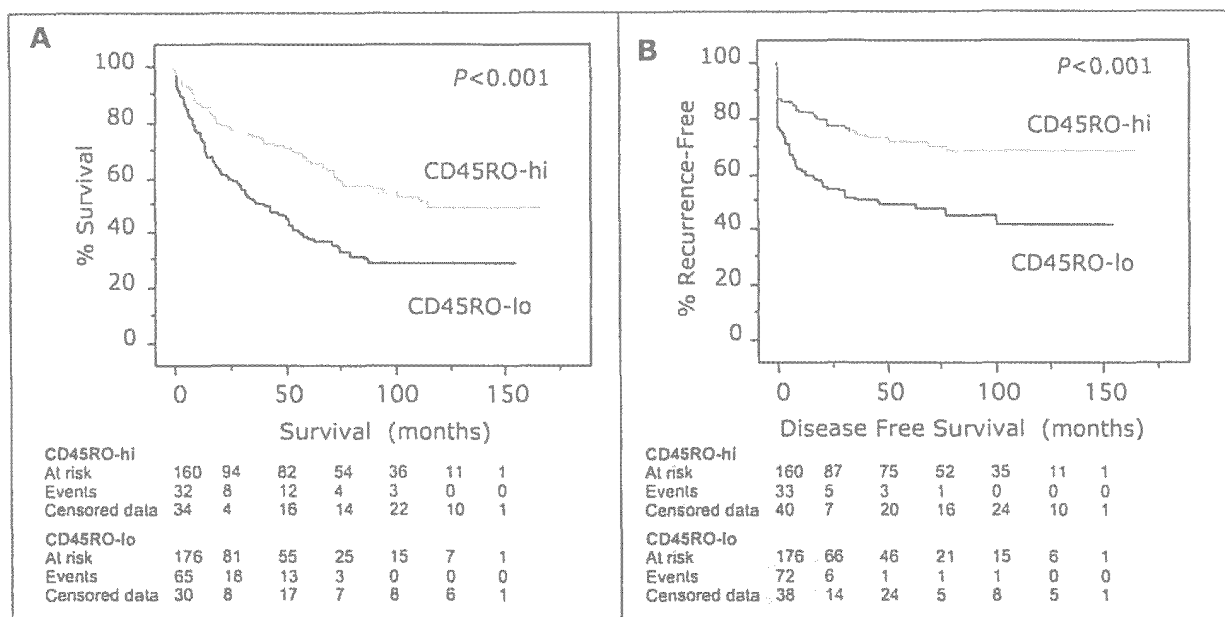 A
P<0.001
100
80
60
40
20
0
% Survival
CD45RO-hi
CD45RO-lo
0 50 100 150
Survival (months)
CD45RO-hi
At risk 160 94 82 54 36 11 1
Events 32 8 12 4 3 0 0
Censored data 34 4 16 14 22 10 1
CD45RO-lo
At risk 176 81 55 25 15 7 1
Events 65 18 13 3 0 0 0
Censored data 30 8 17 7 8 6 1
B
P<0.001
100
80
60
40
20
0
% Recurrence-Free
CD45RO-hi
CD45RO-lo
0 50 100 150
Disease Free Survival (months)
CD45RO-hi
At risk 160 87 75 52 35 11 1
Events 33 5 3 1 0 0 0
Censored data 40 7 20 16 24 10 1
CD45RO-lo
At risk 176 66 46 21 15 6 1
Events 72 6 1 1 1 0 0
Censored data 38 14 24 5 8 5 1